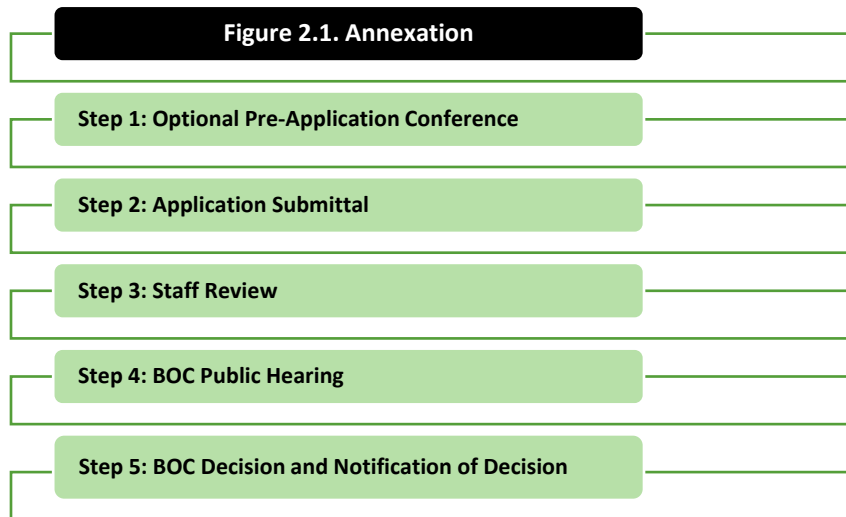 Figure 2.1. Annexation
Step 1: Optional Pre-Application Conference
Step 2: Application Submittal
Step 3: Staff Review
Step 4: BOC Public Hearing
Step 5: BOC Decision and Notification of Decision